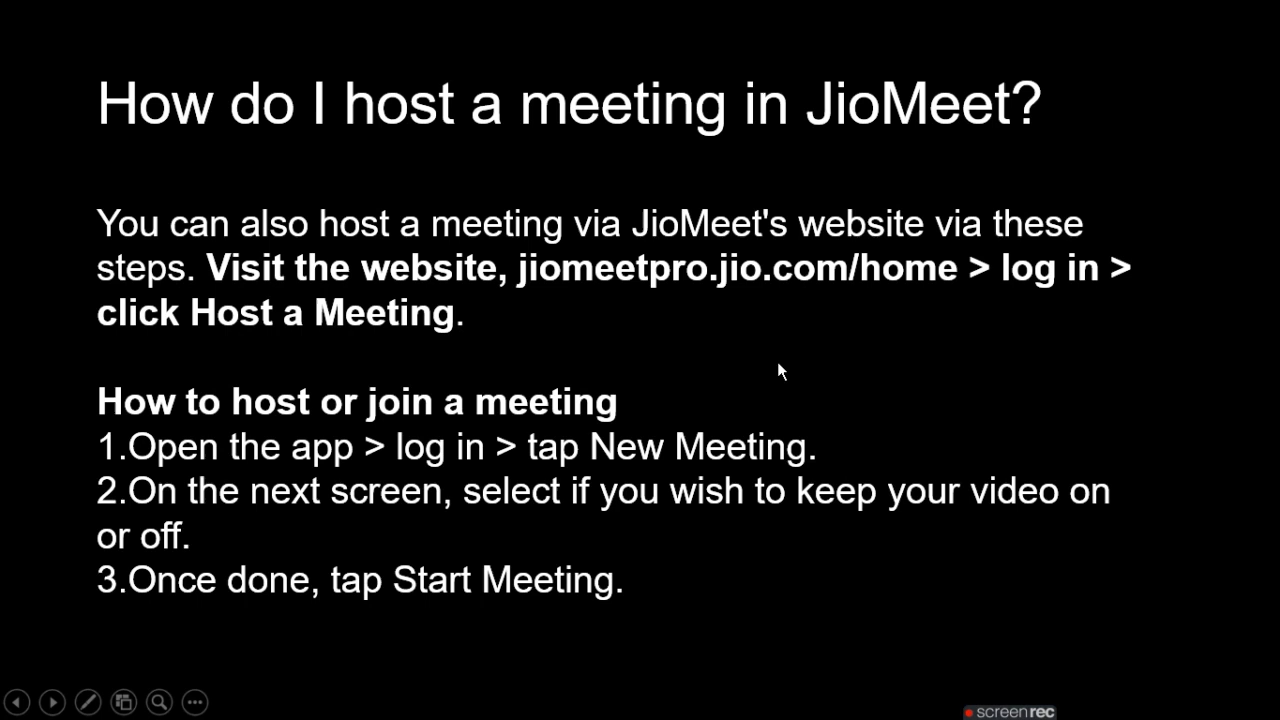 How do I host a meeting in JioMeet?
You can also host a meeting via JioMeet's website via these
steps. Visit the website, jiomeetpro.jio.com/home > log in >
click Host a Meeting.
How to host or join a meeting
1.Open the app > log in > tap New Meeting.
2.On the next screen, select if you wish to keep your video on
or off.
3.Once done, tap Start Meeting.
screenrec